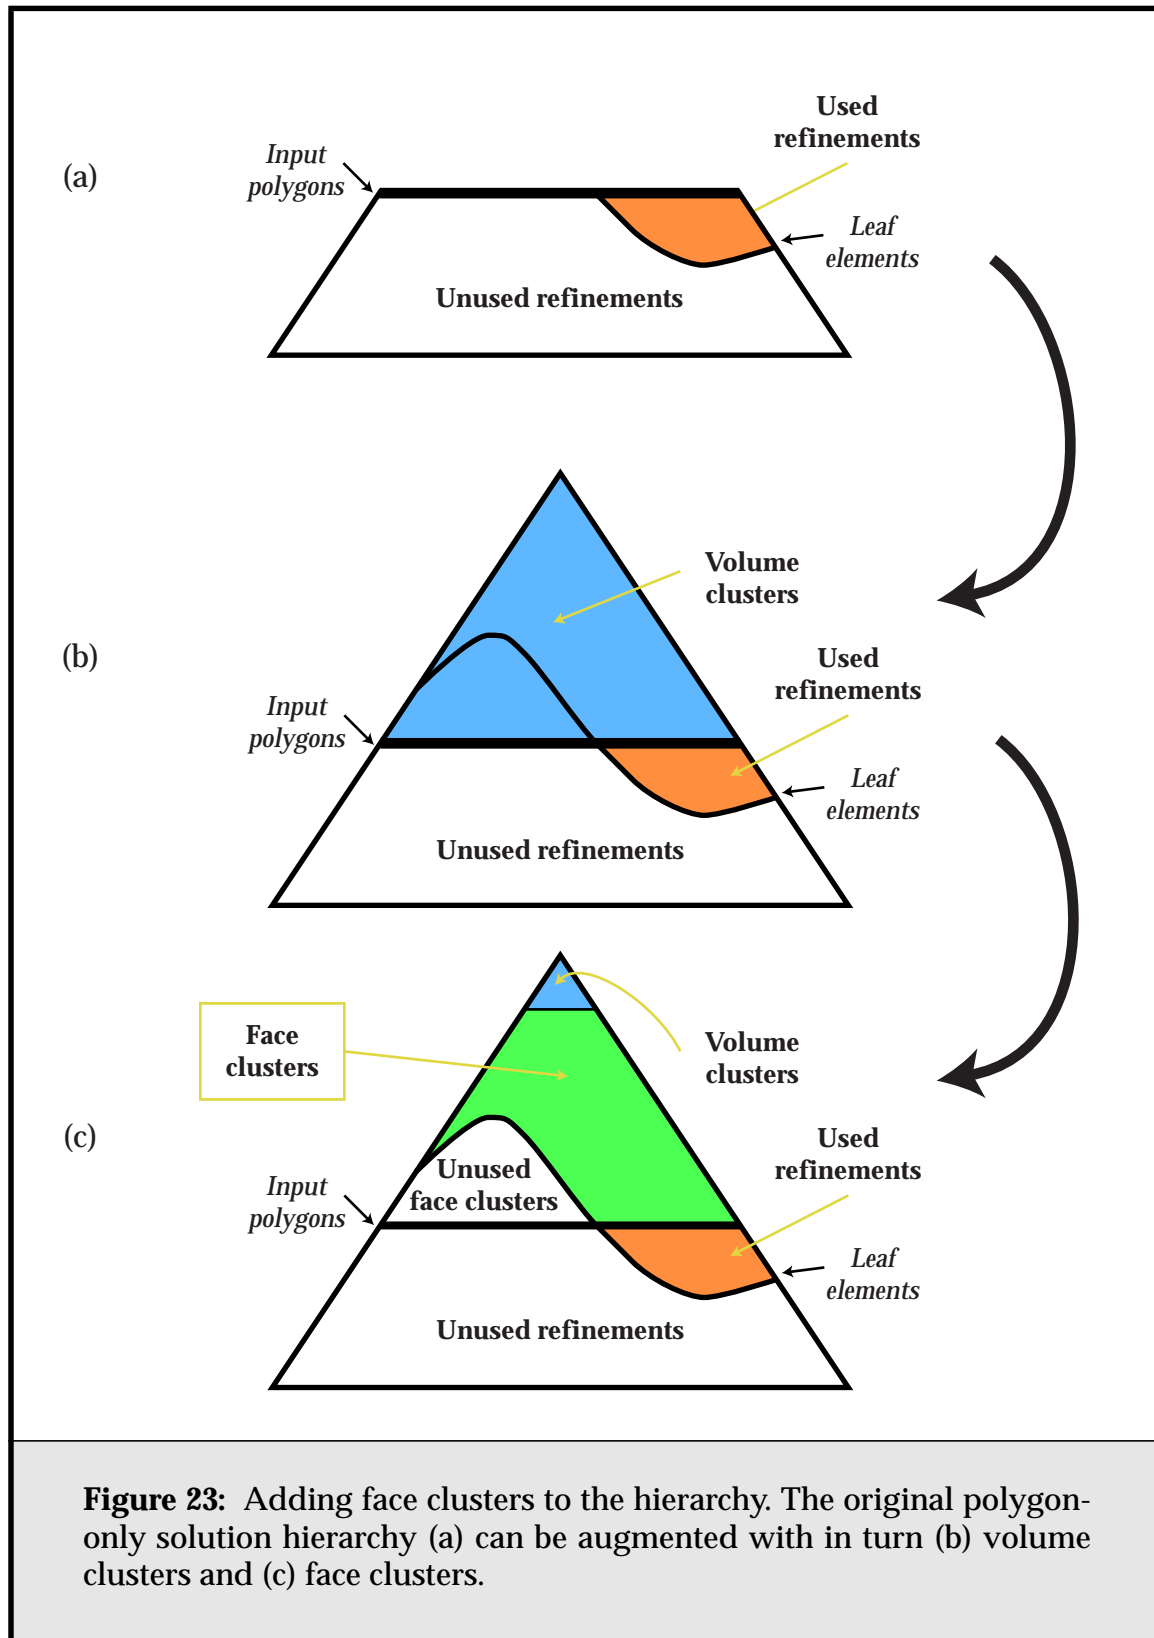 (a)
Input
polygons
Used
refinements
Leaf
elements
Unused refinements
(b)
Volume
clusters
Input
polygons
Used
refinements
Leaf
elements
Unused refinements
(c)
Face
clusters
Volume
clusters
Unused
face clusters
Input
polygons
Used
refinements
Leaf
elements
Unused refinements
Figure 23: Adding face clusters to the hierarchy. The original polygon-
only solution hierarchy (a) can be augmented with in turn (b) volume
clusters and (c) face clusters.